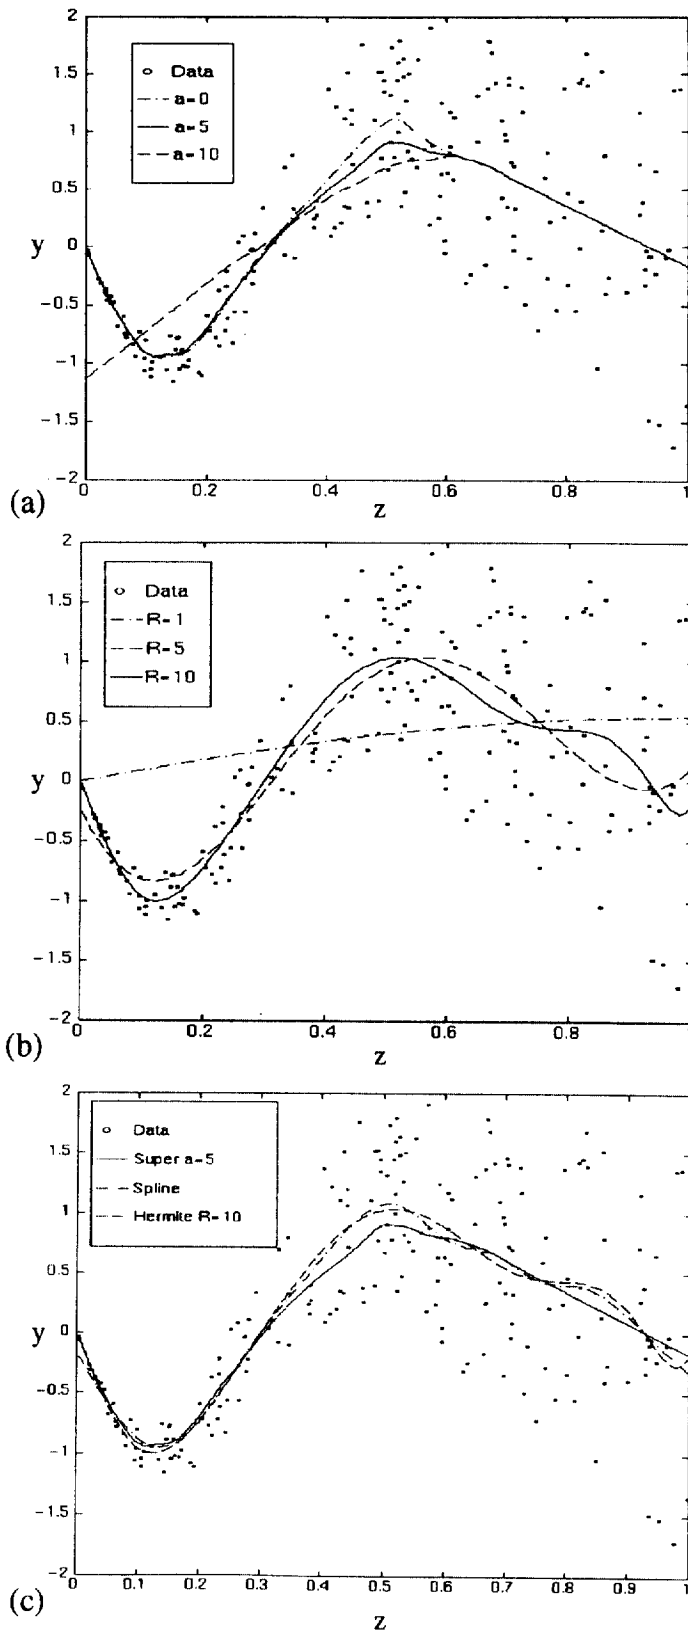 2
1.5
1
0.5
0
-0.5
-1
-1.5
-2
y
Data
a=0
a=5
a=10
0 0.2 0.4 0.6 0.8 1
z
(a)
2
1.5
1
0.5
0
-0.5
-1
-1.5
-2
y
Data
R=1
R=5
R=10
0 0.2 0.4 0.6 0.8
z
(b)
2
1.5
1
0.5
0
-0.5
-1
-1.5
-2
y
Data
Super a=5
Spline
Hermite R=10
0 0.1 0.2 0.3 0.4 0.5 0.6 0.7 0.8 0.9 1
z
(c)